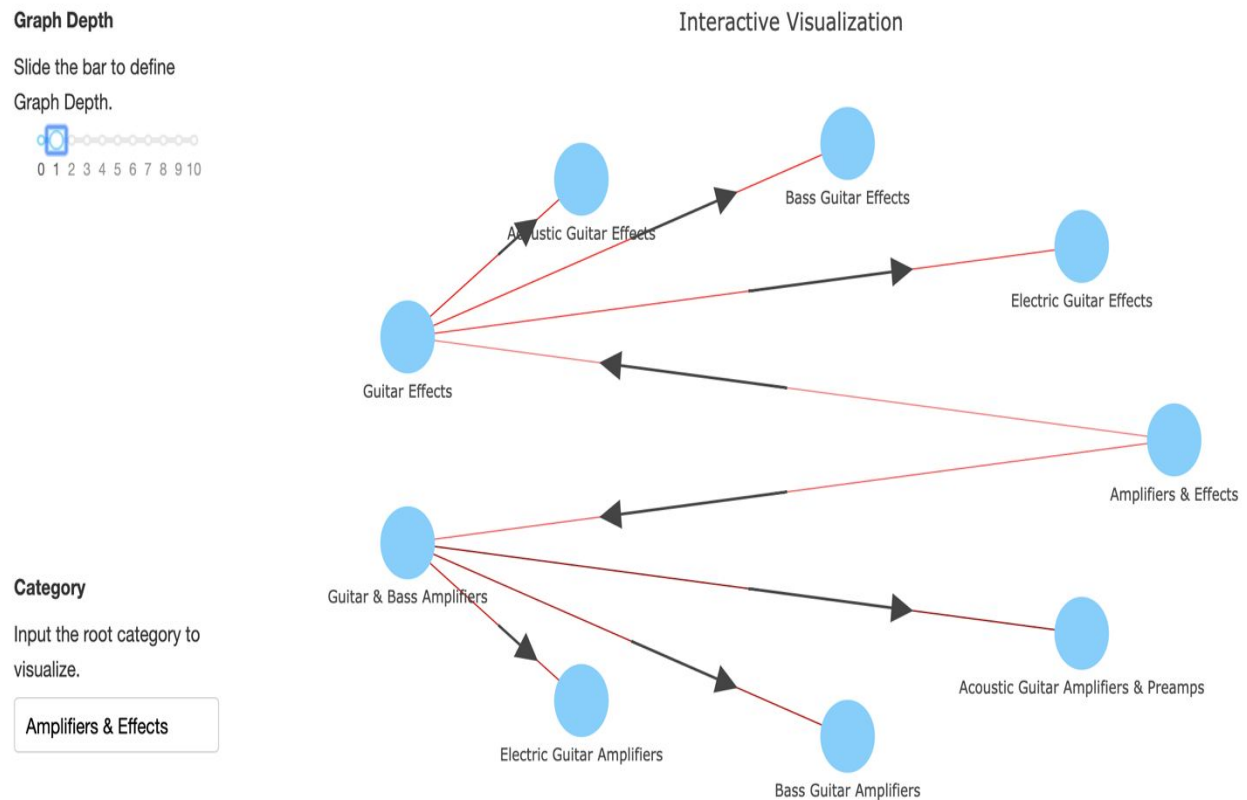 Graph Depth
Interactive Visualization
Slide the bar to define
Graph Depth.
0 1 2 3 4 5 6 7 8 9 10
Bass Guitar Effects
Acoustic Guitar Effects
Electric Guitar Effects
Guitar Effects
Amplifiers & Effects
Category
Guitar & Bass Amplifiers
Input the root category to
visualize.
Acoustic Guitar Amplifiers & Preamps
Amplifiers & Effects
Electric Guitar Amplifiers
Bass Guitar Amplifiers